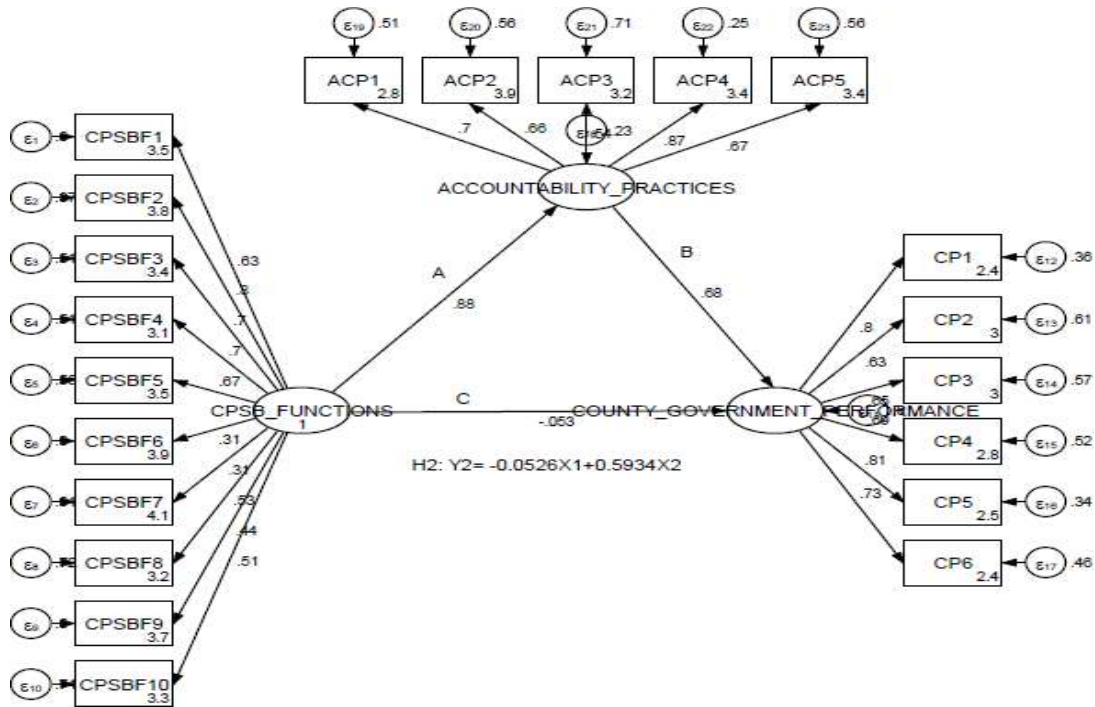 ε19 .51
ε20 .56
ε21 .71
ε22 .25
ε23 .56
ACP1 2.8
ACP2 3.9
ACP3 3.2
ACP4 3.4
ACP5 3.4
.7
.66
.23
.87
.67
ACCOUNTABILITY_PRACTICES
ε1 CPSBF1 3.5
ε2 CPSBF2 3.8
ε3 CPSBF3 3.4
ε4 CPSBF4 3.1
ε5 CPSBF5 3.5
ε6 CPSBF6 3.9
ε7 CPSBF7 4.1
ε8 CPSBF8 3.2
ε9 CPSBF9 3.7
ε10 CPSBF10 3.3
.63
.8
.7
.7
.67
.31
.31
.53
.44
.51
CPSB_FUNCTIONS
1
A
.88
B
.68
C
-.053
COUNTY_GOVERNMENT_PERFORMANCE
H2: Y2= -0.0526X1+0.5934X2
.8
.63
.65
.69
.81
.73
CP1 2.4 ε12 .36
CP2 3 ε13 .61
CP3 3 ε14 .57
CP4 2.8 ε15 .52
CP5 2.5 ε16 .34
CP6 2.4 ε17 .46